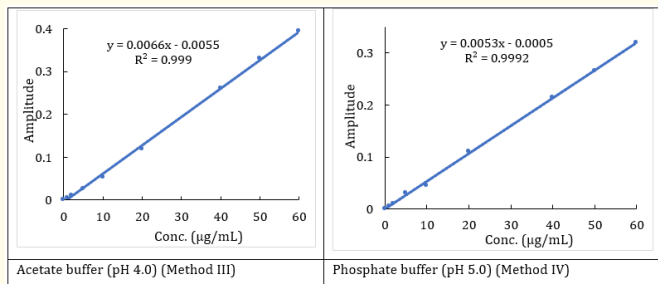 y = 0.0066x - 0.0055
R² = 0.999
Amplitude
0.4
0.3
0.2
0.1
0
0 10 20 30 40 50 60
Conc. (µg/mL)
y = 0.0053x - 0.0005
R² = 0.9992
Amplitude
0.3
0.2
0.1
0
0 10 20 30 40 50 60
Conc. (µg/mL)
Acetate buffer (pH 4.0) (Method III)
Phosphate buffer (pH 5.0) (Method IV)